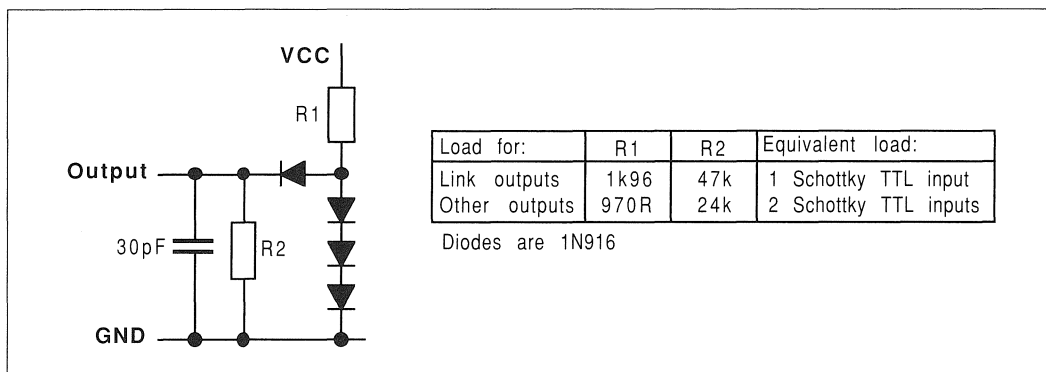 VCC
R1
Output
30pF
R2
GND
Load for: R1 R2 Equivalent load:
Link outputs 1k96 47k 1 Schottky TTL input
Other outputs 970R 24k 2 Schottky TTL inputs
Diodes are 1N916